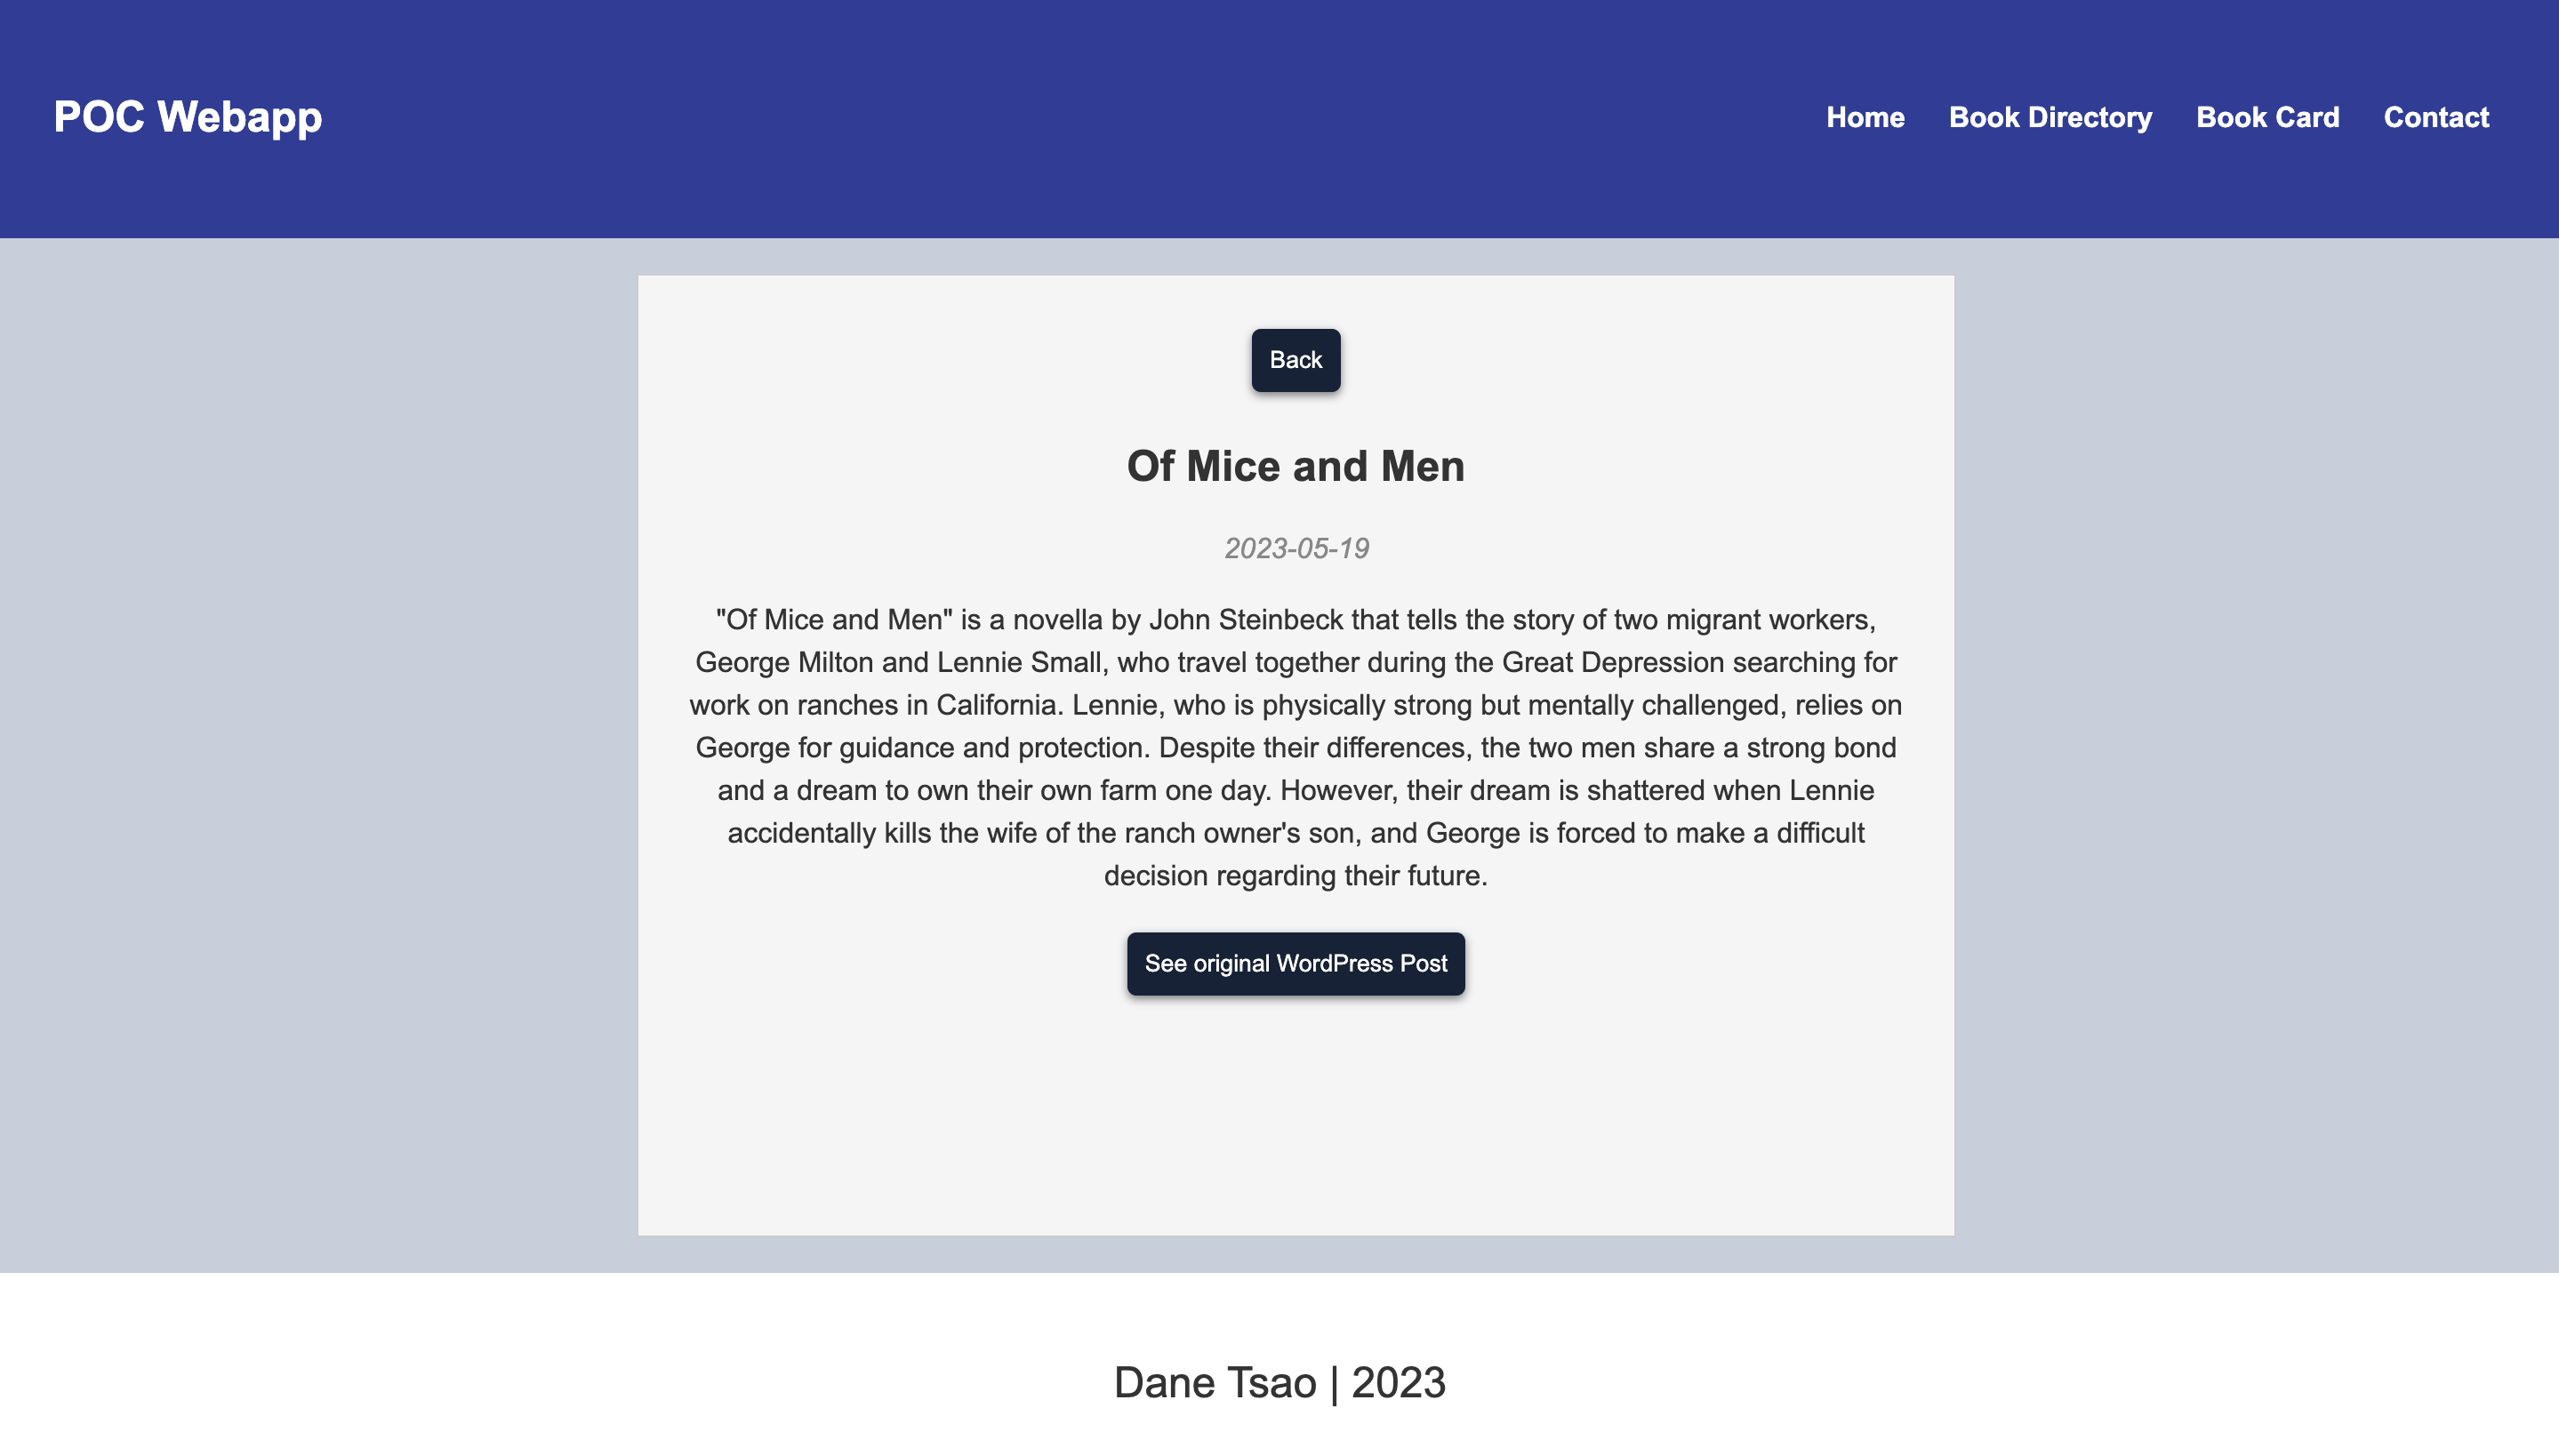 POC Webapp
Home Book Directory Book Card Contact
Back
Of Mice and Men
2023-05-19
"Of Mice and Men" is a novella by John Steinbeck that tells the story of two migrant workers,
George Milton and Lennie Small, who travel together during the Great Depression searching for
work on ranches in California. Lennie, who is physically strong but mentally challenged, relies on
George for guidance and protection. Despite their differences, the two men share a strong bond
and a dream to own their own farm one day. However, their dream is shattered when Lennie
accidentally kills the wife of the ranch owner's son, and George is forced to make a difficult
decision regarding their future.
See original WordPress Post
Dane Tsao | 2023